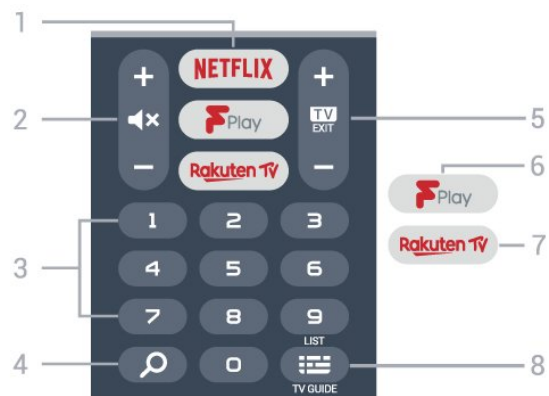 1
NETFLIX
+ +
2
F Play
TV
EXIT
5
- Rakuten TV -
6
F Play
1 2 3
3
4 5 6
Rakuten TV
7
7 8 9
LIST
4
0
8
TV GUIDE